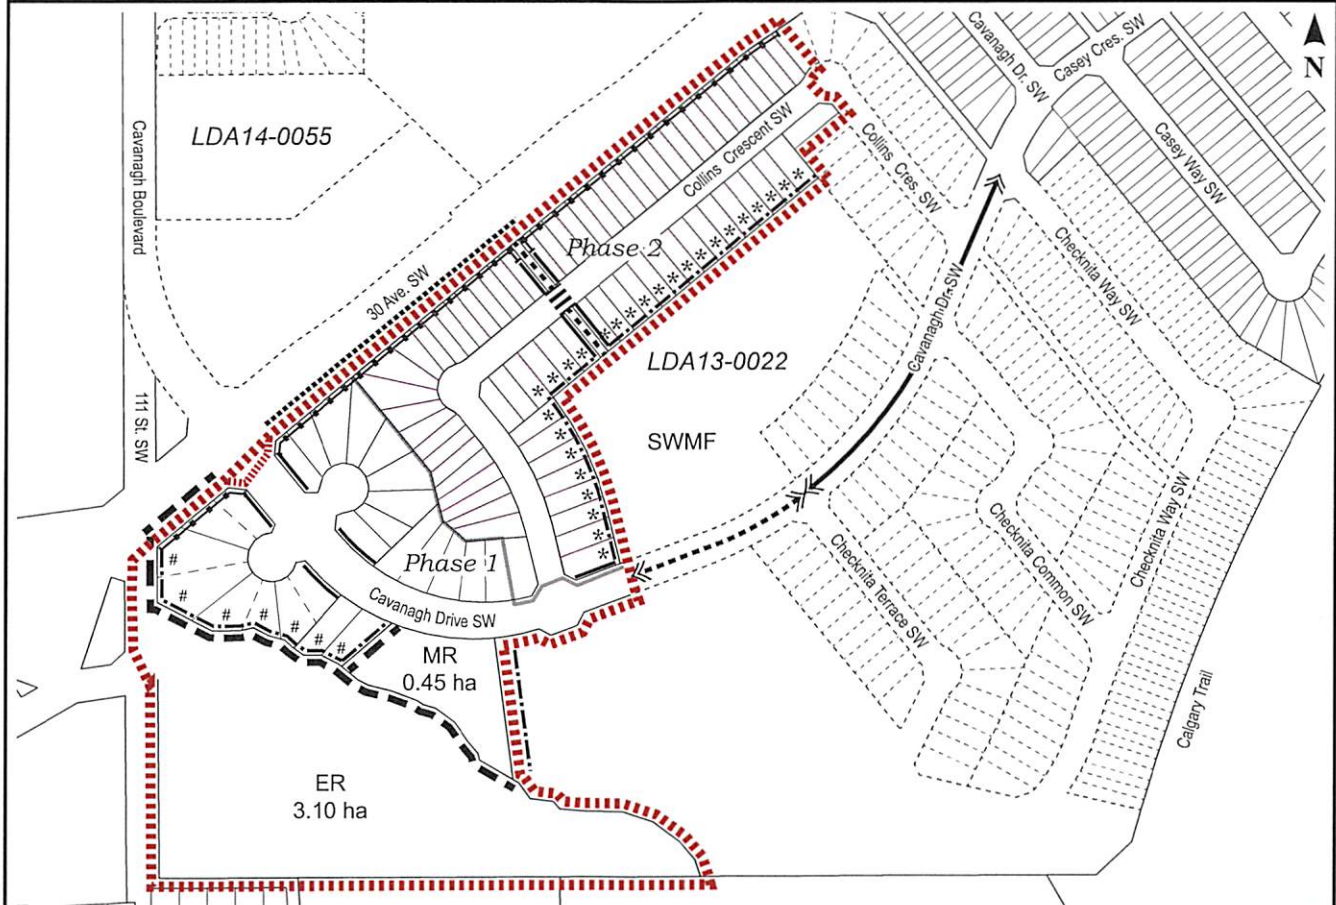 N
Cavanagh Dr. SW
Casey Cres. SW
LDA14-0055
Cavanagh Boulevard
Collins Crescent SW
Collins Cres. SW
Casey Way SW
Phase 2
Checknita Way SW
30 Ave. SW
Cavanagh Dr. SW
LDA13-0022
111 St. SW
SWMF
Checknita Way SW
Phase 1
Checknita Common SW
Checknita Terrace SW
Cavanagh Drive SW
MR
0.45 ha
Calgary Trail
ER
3.10 ha